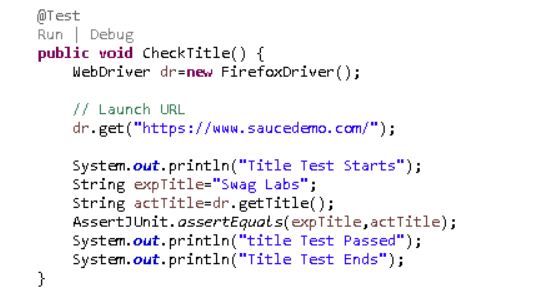 @Test
Run | Debug
public void CheckTitle() {
WebDriver dr=new FirefoxDriver();
// Launch URL
dr.get("https://www.saucedemo.com/");
System.out.println("Title Test Starts");
String expTitle="Swag Labs";
String actTitle=dr.getTitle();
AssertJUnit.assertEquals(expTitle,actTitle);
System.out.println("title Test Passed");
System.out.println("Title Test Ends");
}